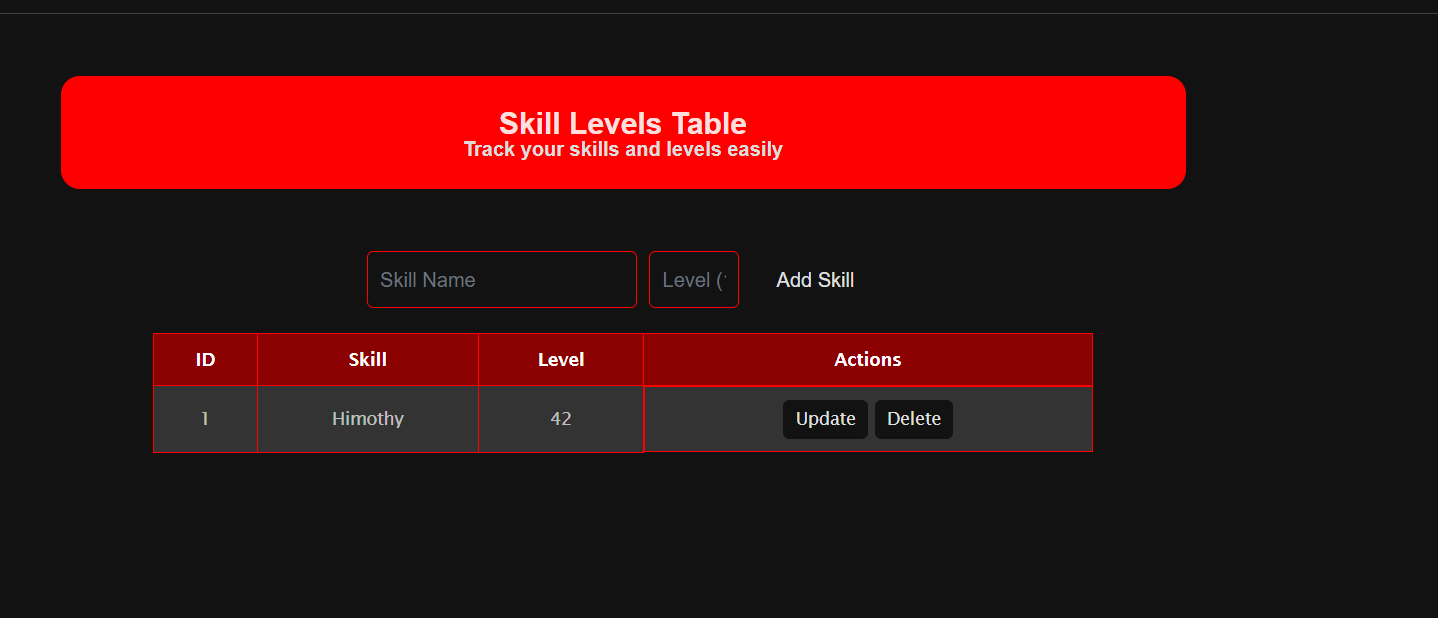 Skill Levels Table
Track your skills and levels easily
Skill Name Level ( Add Skill
ID Skill Level Actions
1 Himothy 42 Update Delete